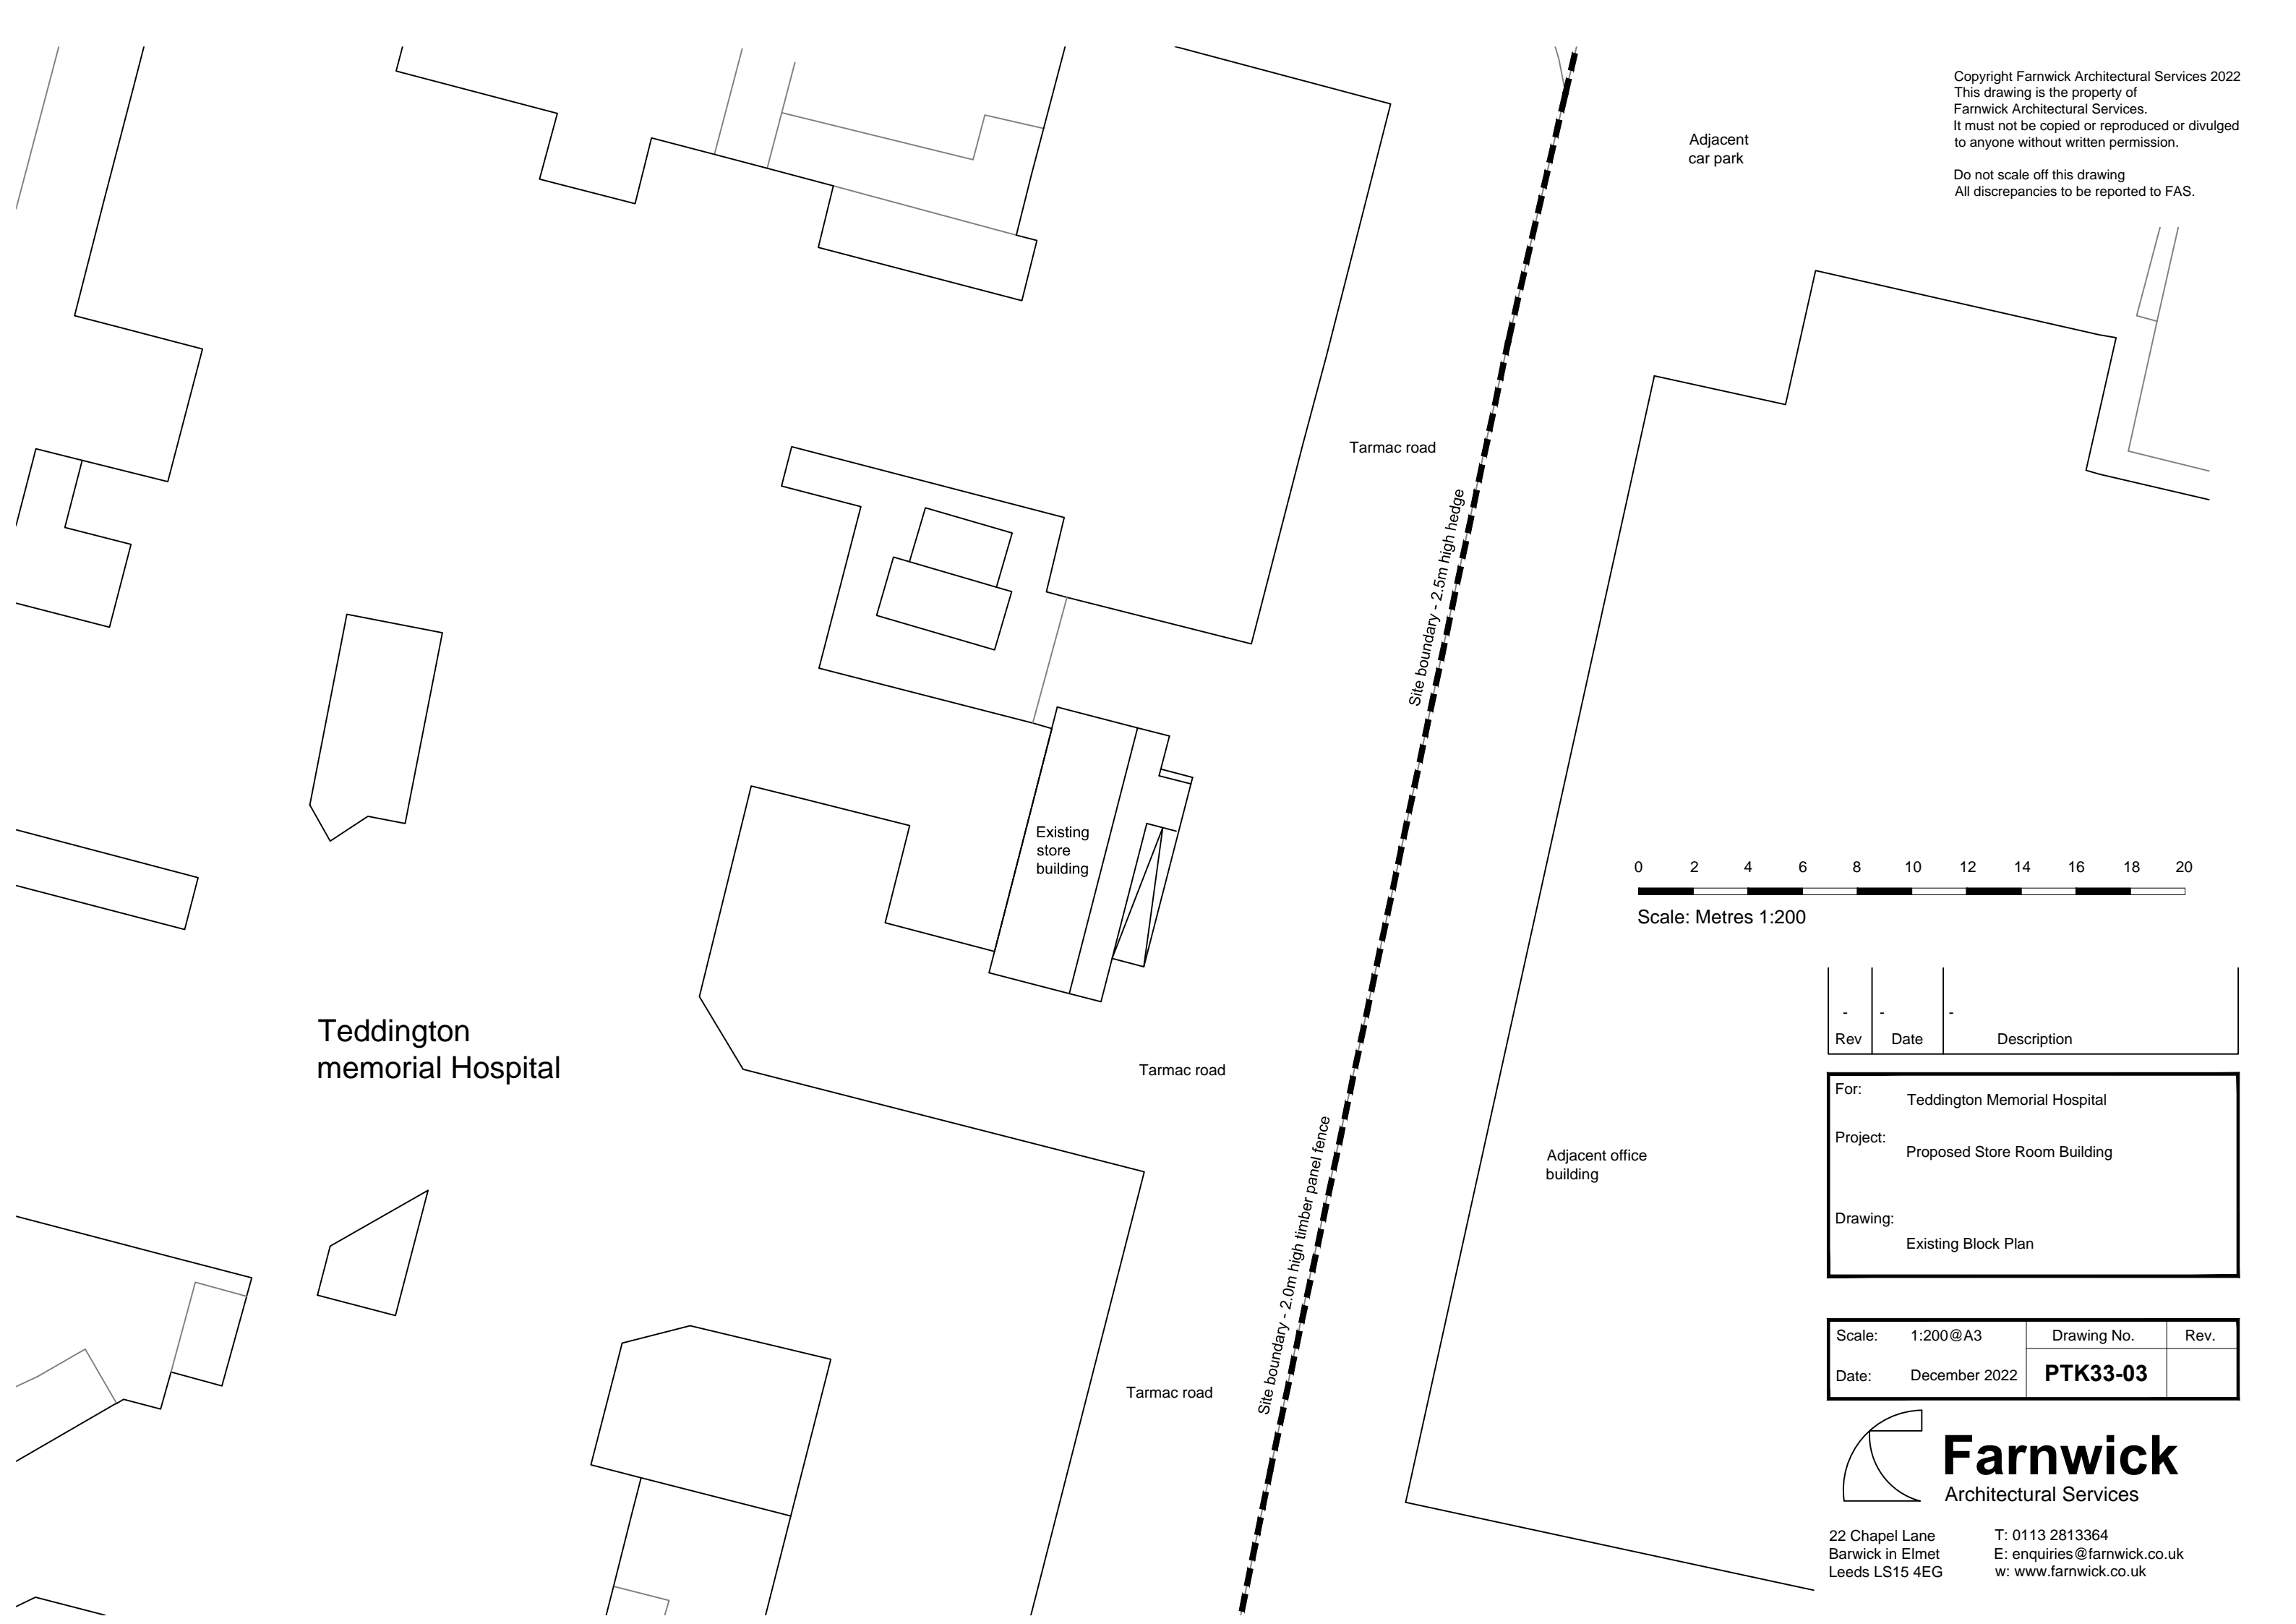 Copyright Farnwick Architectural Services 2022
This drawing is the property of
Farnwick Architectural Services.
It must not be copied or reproduced or divulged
to anyone without written permission.
Do not scale off this drawing
All discrepancies to be reported to FAS.
Adjacent
car park
Tarmac road
Site boundary - 2.5m high hedge
Existing
store
building
0 2 4 6 8 10 12 14 16 18 20
Scale: Metres 1:200
Teddington
memorial Hospital
Tarmac road
Site boundary - 2.0m high timber panel fence
Adjacent office
building
Tarmac road
- - -
Rev Date Description
For:
Teddington Memorial Hospital
Project:
Proposed Store Room Building
Drawing:
Existing Block Plan
Scale: 1:200@A3 Drawing No. Rev.
Date: December 2022 PTK33-03
Farnwick
Architectural Services
22 Chapel Lane
Barwick in Elmet
Leeds LS15 4EG
T: 0113 2813364
E: enquiries@farnwick.co.uk
w: www.farnwick.co.uk